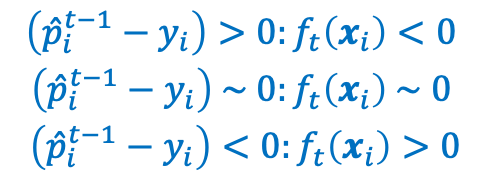 (p̂ᵢᵗ⁻¹ − yᵢ) > 0: fₜ(𝒙ᵢ) < 0
(p̂ᵢᵗ⁻¹ − yᵢ) ~ 0: fₜ(𝒙ᵢ) ~ 0
(p̂ᵢᵗ⁻¹ − yᵢ) < 0: fₜ(𝒙ᵢ) > 0